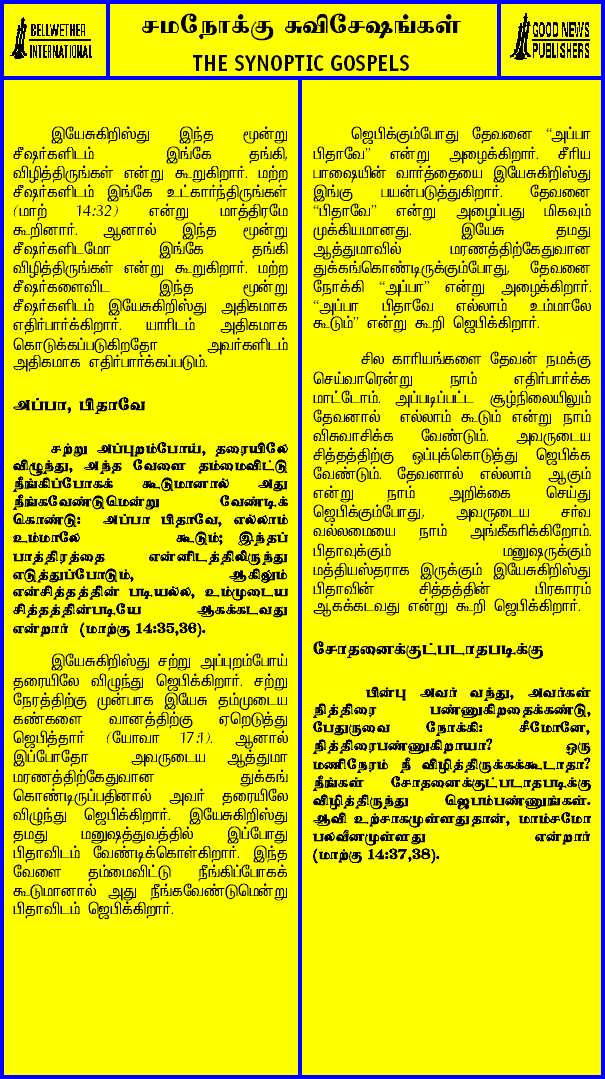 BELLWETHER
INTERNATIONAL
சமநோக்கு சுவிசேஷங்கள்
THE SYNOPTIC GOSPELS
GOOD NEWS
PUBLISHERS
இயேசுகிறிஸ்து இந்த மூன்று
சீஷர்களிடம் இங்கே தங்கி,
விழித்திருங்கள் என்று கூறுகிறார். மற்ற
சீஷர்களிடம் இங்கே உட்கார்ந்திருங்கள்
(மாற் 14:32) என்று மாத்திரமே
கூறினார். ஆனால் இந்த மூன்று
சீஷர்களிடமோ இங்கே தங்கி
விழித்திருங்கள் என்று கூறுகிறார். மற்ற
சீஷர்களைவிட இந்த மூன்று
சீஷர்களிடம் இயேசுகிறிஸ்து அதிகமாக
எதிர்பார்க்கிறார். யாரிடம் அதிகமாக
கொடுக்கப்படுகிறதோ அவர்களிடம்
அதிகமாக எதிர்பார்க்கப்படும்.
அப்பா, பிதாவே
சற்று அப்புறம்போய், தரையிலே
விழுந்து, அந்த வேளை தம்மைவிட்டு
நீங்கிப்போகக் கூடுமானால் அது
நீங்கவேண்டுமென்று வேண்டிக்
கொண்டு: அப்பா பிதாவே, எல்லாம்
உம்மாலே கூடும்; இந்தப்
பாத்திரத்தை என்னிடத்திலிருந்து
எடுத்துப்போடும், ஆகிலும்
என்சித்தத்தின் படியல்ல, உம்முடைய
சித்தத்தின்படியே ஆகக்கடவது
என்றார் (மாற்கு 14:35,36).
இயேசுகிறிஸ்து சற்று அப்புறம்போய்
தரையிலே விழுந்து ஜெபிக்கிறார். சற்று
நேரத்திற்கு முன்பாக இயேசு தம்முடைய
கண்களை வானத்திற்கு ஏறெடுத்து
ஜெபித்தார் (யோவா 17:1). ஆனால்
இப்போதோ அவருடைய ஆத்துமா
மரணத்திற்கேதுவான துக்கங்
கொண்டிருப்பதினால் அவர் தரையிலே
விழுந்து ஜெபிக்கிறார். இயேசுகிறிஸ்து
தமது மனுஷத்துவத்தில் இப்போது
பிதாவிடம் வேண்டிக்கொள்கிறார். இந்த
வேளை தம்மைவிட்டு நீங்கிப்போகக்
கூடுமானால் அது நீங்கவேண்டுமென்று
பிதாவிடம் ஜெபிக்கிறார்.
ஜெபிக்கும்போது தேவனை “அப்பா
பிதாவே” என்று அழைக்கிறார். சீரிய
பாஷையின் வார்த்தையை இயேசுகிறிஸ்து
இங்கு பயன்படுத்துகிறார். தேவனை
“பிதாவே” என்று அழைப்பது மிகவும்
முக்கியமானது. இயேசு தமது
ஆத்துமாவில் மரணத்திற்கேதுவான
துக்கங்கொண்டிருக்கும்போது, தேவனை
நோக்கி “அப்பா” என்று அழைக்கிறார்.
“அப்பா பிதாவே எல்லாம் உம்மாலே
கூடும்” என்று கூறி ஜெபிக்கிறார்.
சில காரியங்களை தேவன் நமக்கு
செய்வாரென்று நாம் எதிர்பார்க்க
மாட்டோம். அப்படிப்பட்ட சூழ்நிலையிலும்
தேவனால் எல்லாம் கூடும் என்று நாம்
விசுவாசிக்க வேண்டும். அவருடைய
சித்தத்திற்கு ஒப்புக்கொடுத்து ஜெபிக்க
வேண்டும். தேவனால் எல்லாம் ஆகும்
என்று நாம் அறிக்கை செய்து
ஜெபிக்கும்போது, அவருடைய சர்வ
வல்லமையை நாம் அங்கீகரிக்கிறோம்.
பிதாவுக்கும் மனுஷருக்கும்
மத்தியஸ்தராக இருக்கும் இயேசுகிறிஸ்து
பிதாவின் சித்தத்தின் பிரகாரம்
ஆகக்கடவது என்று கூறி ஜெபிக்கிறார்.
சோதனைக்குட்படாதபடிக்கு
பின்பு அவர் வந்து, அவர்கள்
நித்திரை பண்ணுகிறதைக்கண்டு,
பேதுருவை நோக்கி: சீமோனே,
நித்திரைபண்ணுகிறாயா? ஒரு
மணிநேரம் நீ விழித்திருக்கக்கூடாதா?
நீங்கள் சோதனைக்குட்படாதபடிக்கு
விழித்திருந்து ஜெபம்பண்ணுங்கள்.
ஆவி உற்சாகமுள்ளதுதான், மாம்சமோ
பலவீனமுள்ளது என்றார்
(மாற்கு 14:37,38).